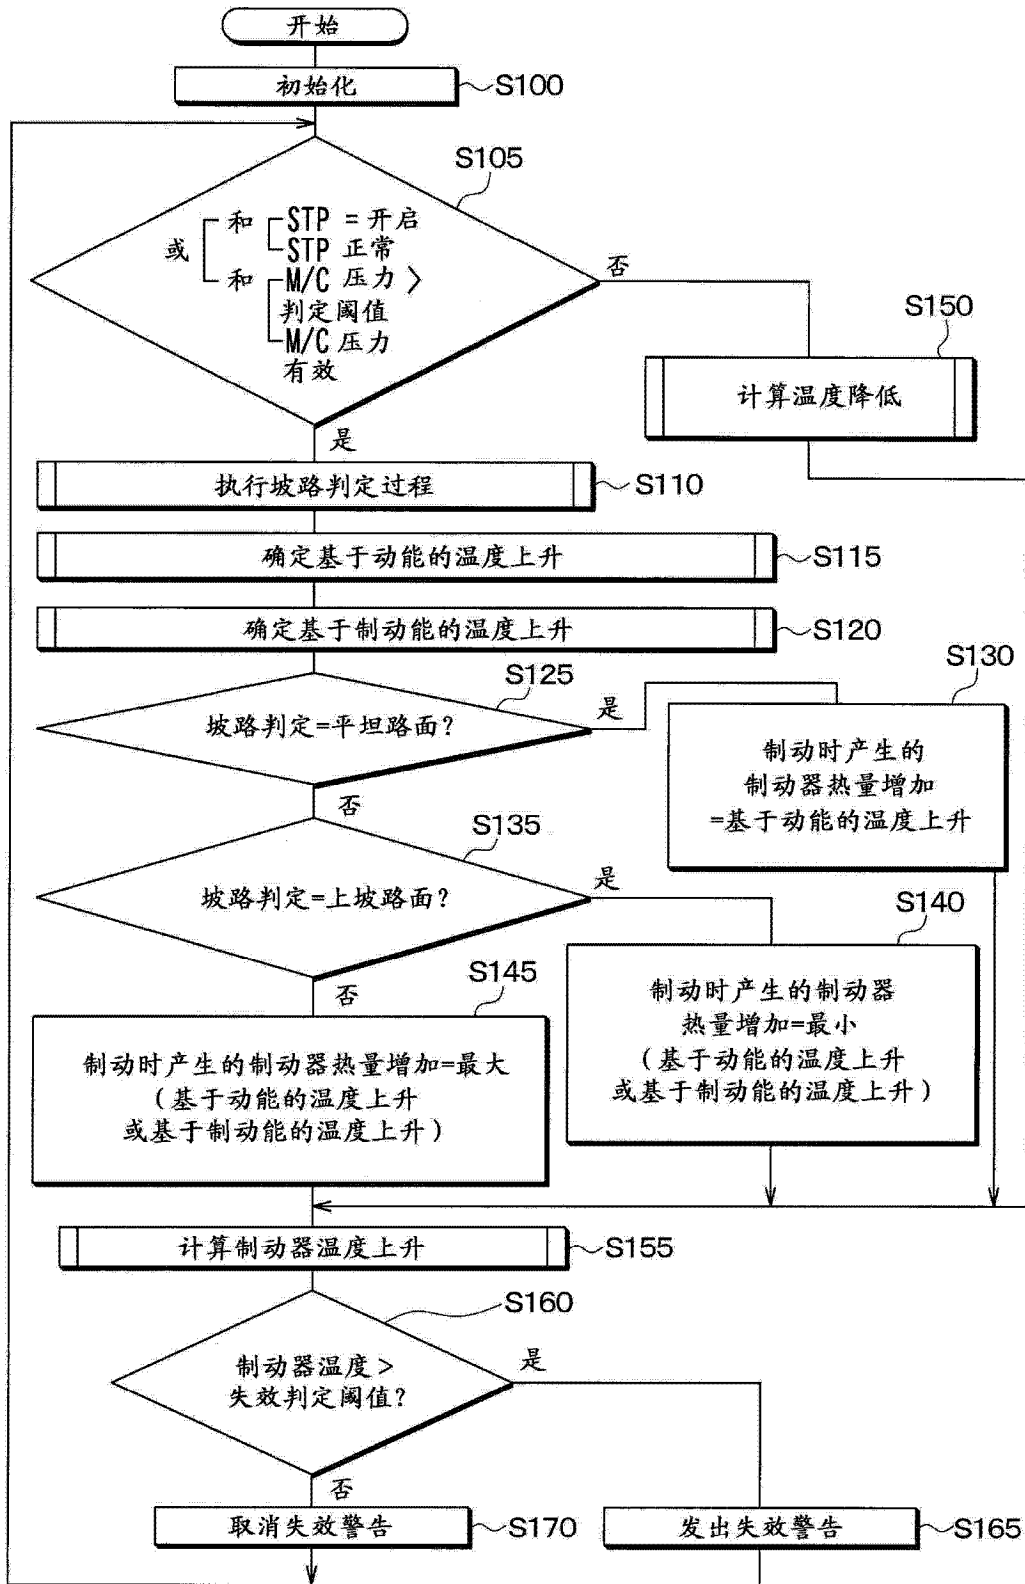 开始
初始化
S100
S105
或
和
STP = 开启
STP 正常
和
M/C 压力 >
判定阈值
M/C 压力
有效
否
是
S150
计算温度降低
执行坡路判定过程
S110
确定基于动能的温度上升
S115
确定基于制动能的温度上升
S120
S125
坡路判定=平坦路面?
是
否
S130
制动时产生的
制动器热量增加
=基于动能的温度上升
S135
坡路判定=上坡路面?
是
否
S140
制动时产生的制动器
热量增加=最小
(基于动能的温度上升
或基于制动能的温度上升)
S145
制动时产生的制动器热量增加=最大
(基于动能的温度上升
或基于制动能的温度上升)
计算制动器温度上升
S155
S160
制动器温度>
失效判定阈值?
是
否
取消失效警告
S170
发出失效警告
S165